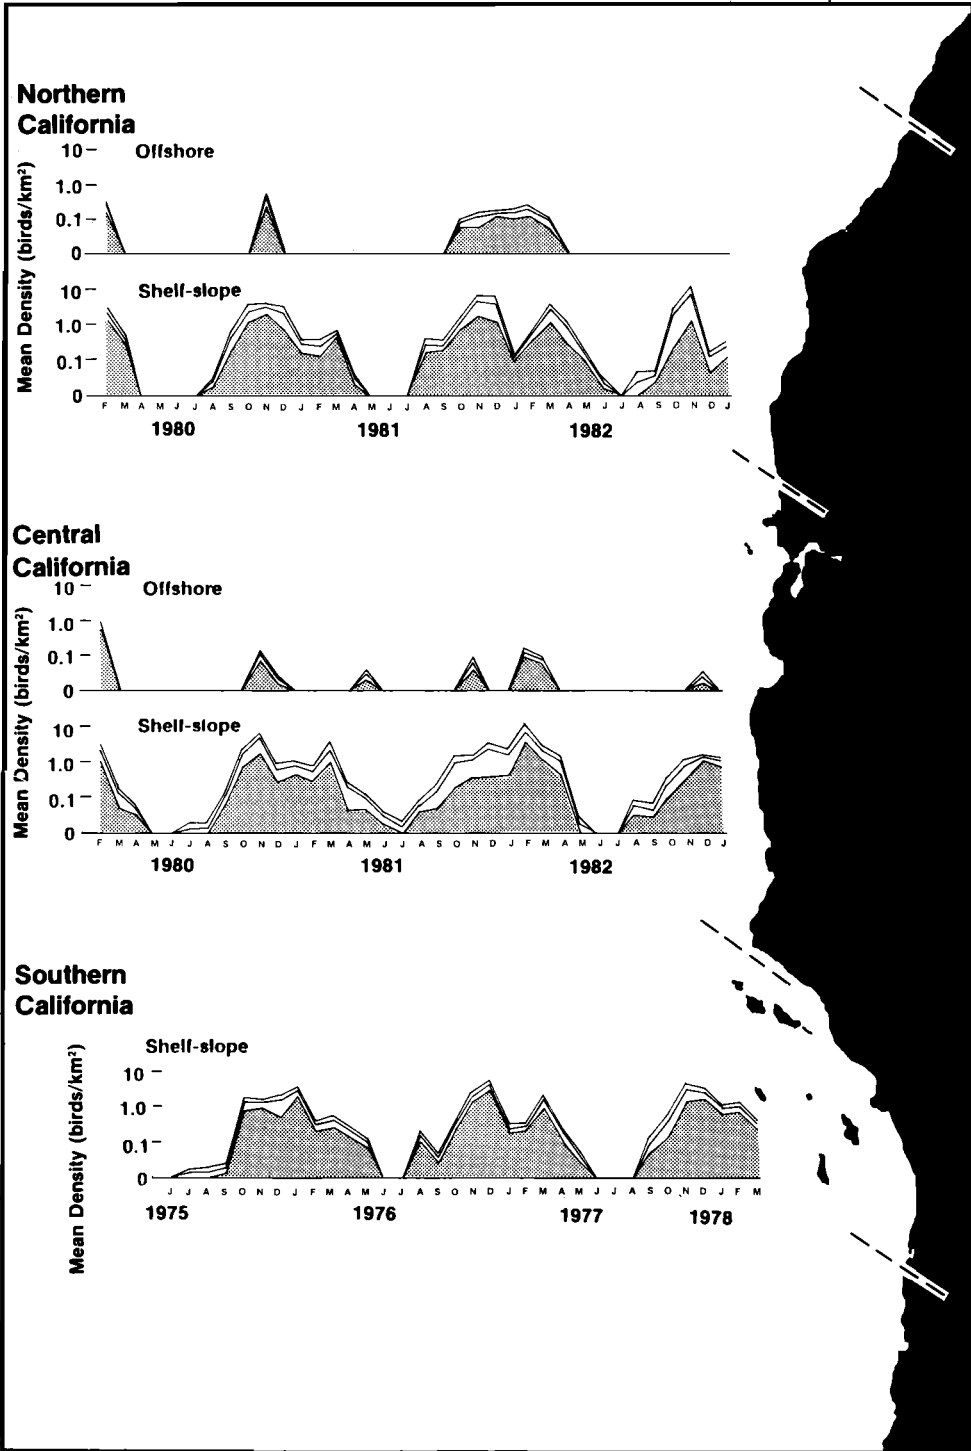 Northern
California
Offshore
10
1.0
0.1
0
Mean Density (birds/km²)
Shelf-slope
10
1.0
0.1
0
F M A M J J A S O N D J F M A M J J A S O N D J F M A M J J A S O N D J
1980 1981 1982
Central
California
Offshore
10
1.0
0.1
0
Mean Density (birds/km²)
Shelf-slope
10
1.0
0.1
0
F M A M J J A S O N D J F M A M J J A S O N D J F M A M J J A S O N D J
1980 1981 1982
Southern
California
Shelf-slope
10
1.0
0.1
0
Mean Density (birds/km²)
J J A S O N D J F M A M J J A S O N D J F M A M J J A S O N D J F M
1975 1976 1977 1978